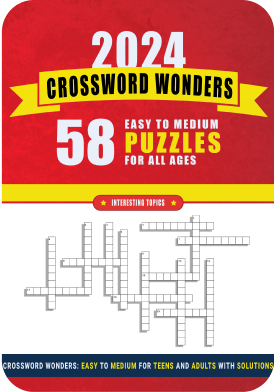 2024
CROSSWORD WONDERS
58
EASY TO MEDIUM
PUZZLES
FOR ALL AGES
INTERESTING TOPICS
CROSSWORD WONDERS: EASY TO MEDIUM FOR TEENS AND ADULTS WITH SOLUTIONS